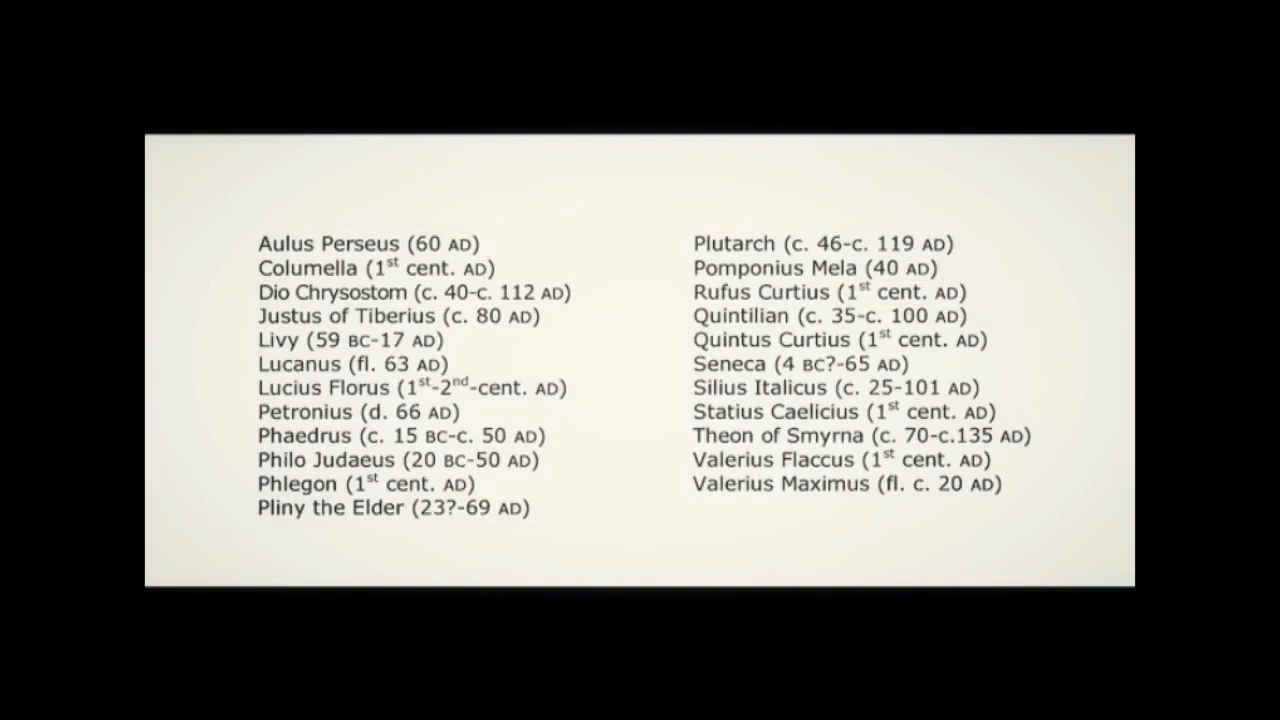 Aulus Perseus (60 AD)
Columella (1st cent. AD)
Dio Chrysostom (c. 40-c. 112 AD)
Justus of Tiberius (c. 80 AD)
Livy (59 BC-17 AD)
Lucanus (fl. 63 AD)
Lucius Florus (1st-2nd-cent. AD)
Petronius (d. 66 AD)
Phaedrus (c. 15 BC-c. 50 AD)
Philo Judaeus (20 BC-50 AD)
Phlegon (1st cent. AD)
Pliny the Elder (23?-69 AD)
Plutarch (c. 46-c. 119 AD)
Pomponius Mela (40 AD)
Rufus Curtius (1st cent. AD)
Quintilian (c. 35-c. 100 AD)
Quintus Curtius (1st cent. AD)
Seneca (4 BC?-65 AD)
Silius Italicus (c. 25-101 AD)
Statius Caelicius (1st cent. AD)
Theon of Smyrna (c. 70-c.135 AD)
Valerius Flaccus (1st cent. AD)
Valerius Maximus (fl. c. 20 AD)